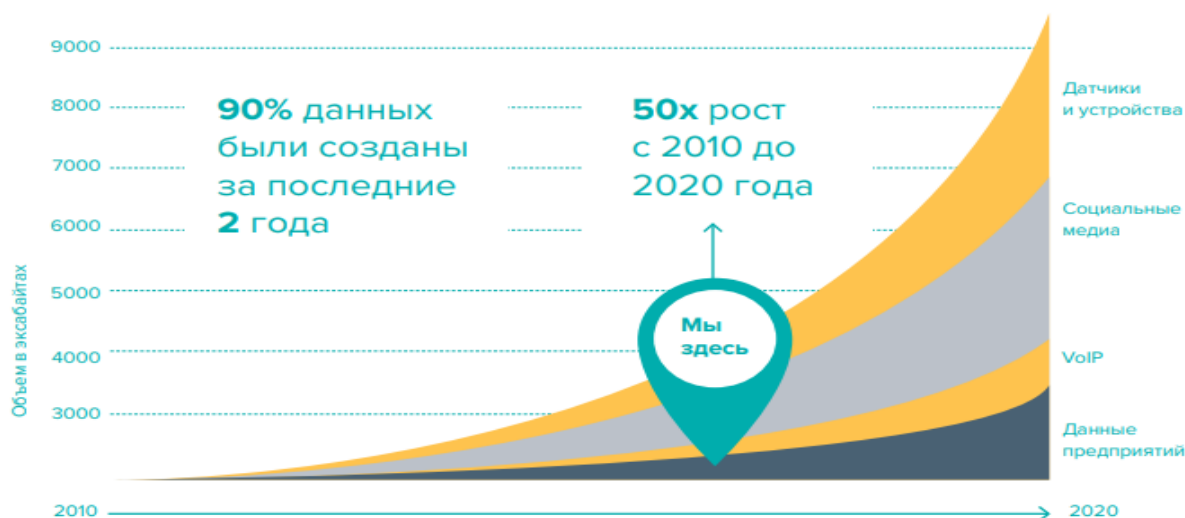 9000
8000
7000
6000
5000
4000
3000
Объем в эксабайтах
90% данных
были созданы
за последние
2 года
50x рост
с 2010 до
2020 года
Мы
здесь
Датчики
и устройства
Социальные
медиа
VoIP
Данные
предприятий
2010
2020